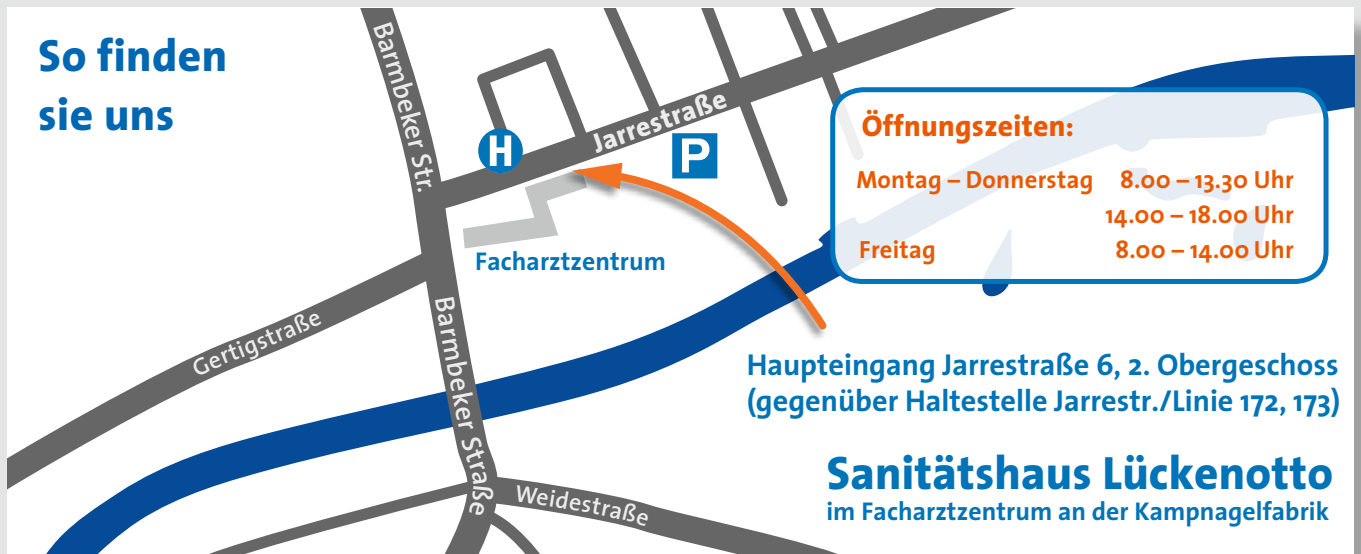 So finden
sie uns
Barmbeker Str.
Jarrestraße
H
P
Öffnungszeiten:
Montag – Donnerstag 8.00 – 13.30 Uhr
14.00 – 18.00 Uhr
Freitag 8.00 – 14.00 Uhr
Facharztzentrum
Gertigstraße
Barmbeker Straße
Haupteingang Jarrestraße 6, 2. Obergeschoss
(gegenüber Haltestelle Jarrestr./Linie 172, 173)
Weidestraße
Sanitätshaus Lückenotto
im Facharztzentrum an der Kampnagelfabrik